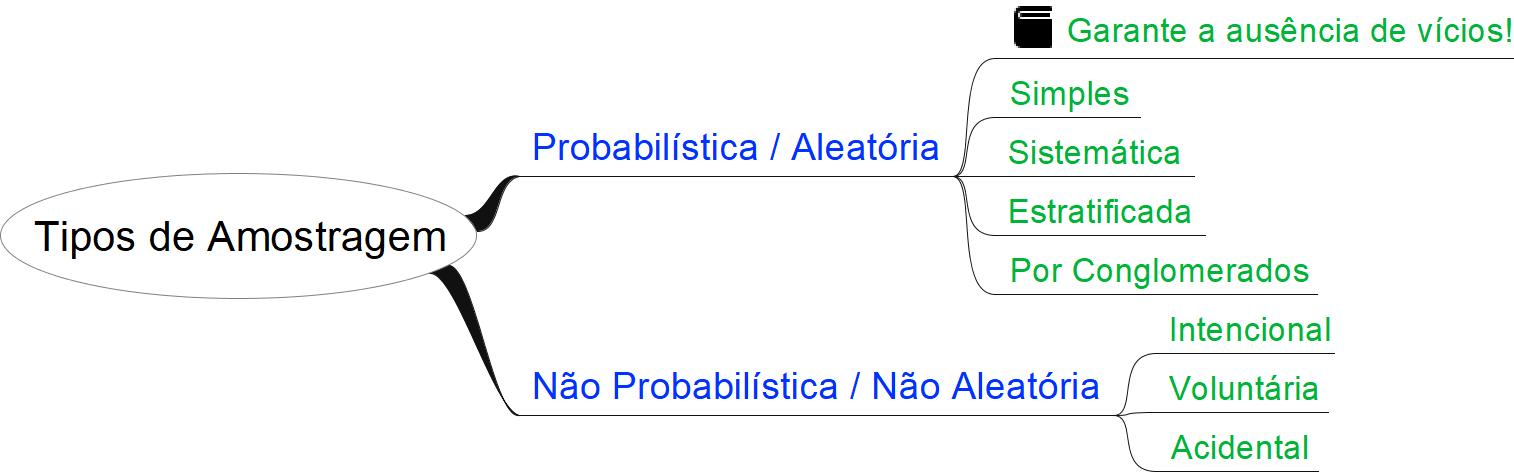 Tipos de Amostragem
Probabilística / Aleatória
Garante a ausência de vícios!
Simples
Sistemática
Estratificada
Por Conglomerados
Não Probabilística / Não Aleatória
Intencional
Voluntária
Acidental